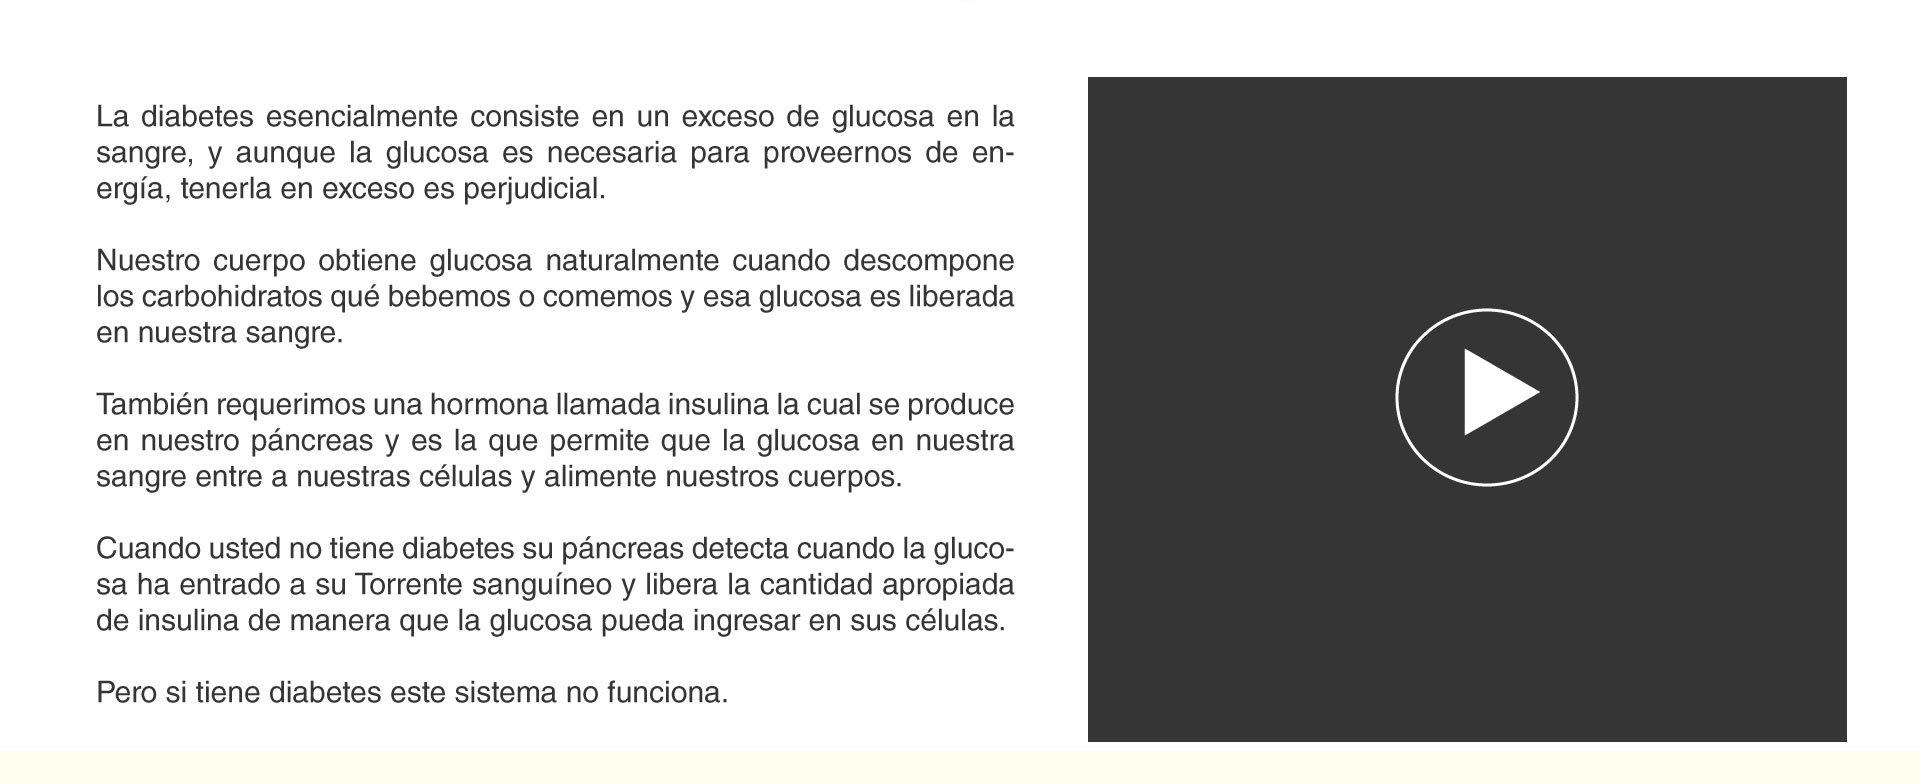 La diabetes esencialmente consiste en un exceso de glucosa en la
sangre, y aunque la glucosa es necesaria para proveernos de en-
ergía, tenerla en exceso es perjudicial.
Nuestro cuerpo obtiene glucosa naturalmente cuando descompone
los carbohidratos qué bebemos o comemos y esa glucosa es liberada
en nuestra sangre.
También requerimos una hormona llamada insulina la cual se produce
en nuestro páncreas y es la que permite que la glucosa en nuestra
sangre entre a nuestras células y alimente nuestros cuerpos.
Cuando usted no tiene diabetes su páncreas detecta cuando la gluco-
sa ha entrado a su Torrente sanguíneo y libera la cantidad apropiada
de insulina de manera que la glucosa pueda ingresar en sus células.
Pero si tiene diabetes este sistema no funciona.